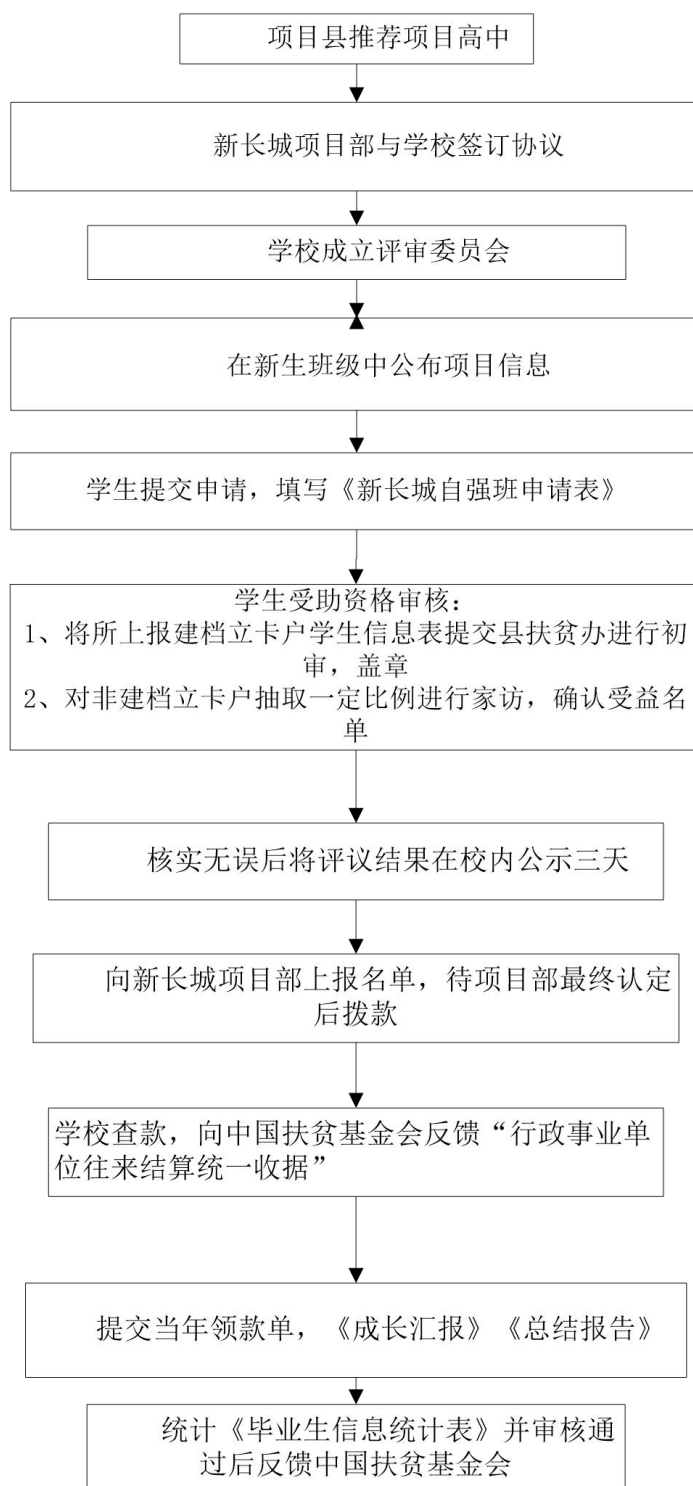 项目县推荐项目高中
新长城项目部与学校签订协议
学校成立评审委员会
在新生班级中公布项目信息
学生提交申请，填写《新长城自强班申请表》
学生受助资格审核：
1、将所上报建档立卡户学生信息表提交县扶贫办进行初
审，盖章
2、对非建档立卡户抽取一定比例进行家访，确认受益名
单
核实无误后将评议结果在校内公示三天
向新长城项目部上报名单，待项目部最终认定
后拨款
学校查款，向中国扶贫基金会反馈“行政事业单
位往来结算统一收据”
提交当年领款单，《成长汇报》《总结报告》
统计《毕业生信息统计表》并审核通
过后反馈中国扶贫基金会